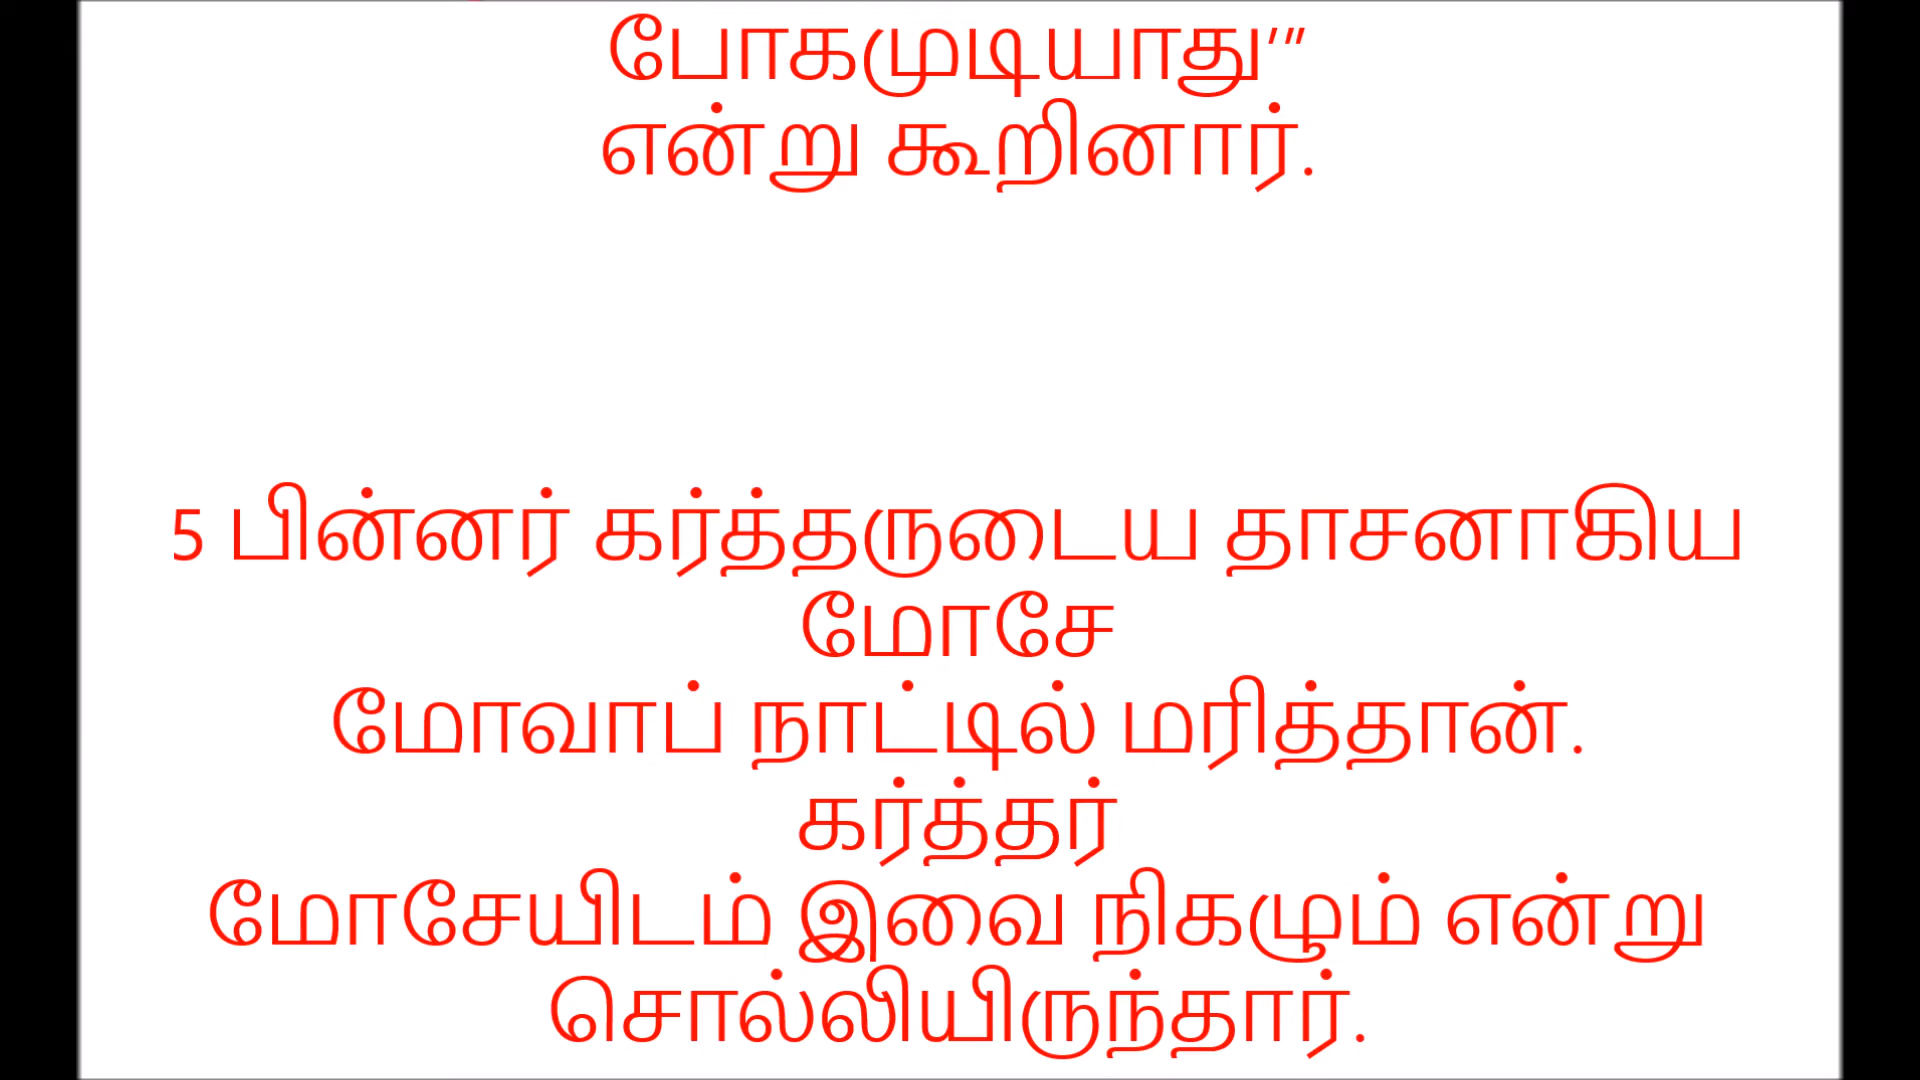 போகமுடியாது’”
என்று கூறினார்.
5 பின்னர் கர்த்தருடைய தாசனாகிய
மோசே
மோவாப் நாட்டில் மரித்தான்.
கர்த்தர்
மோசேயிடம் இவை நிகழும் என்று
சொல்லியிருந்தார்.